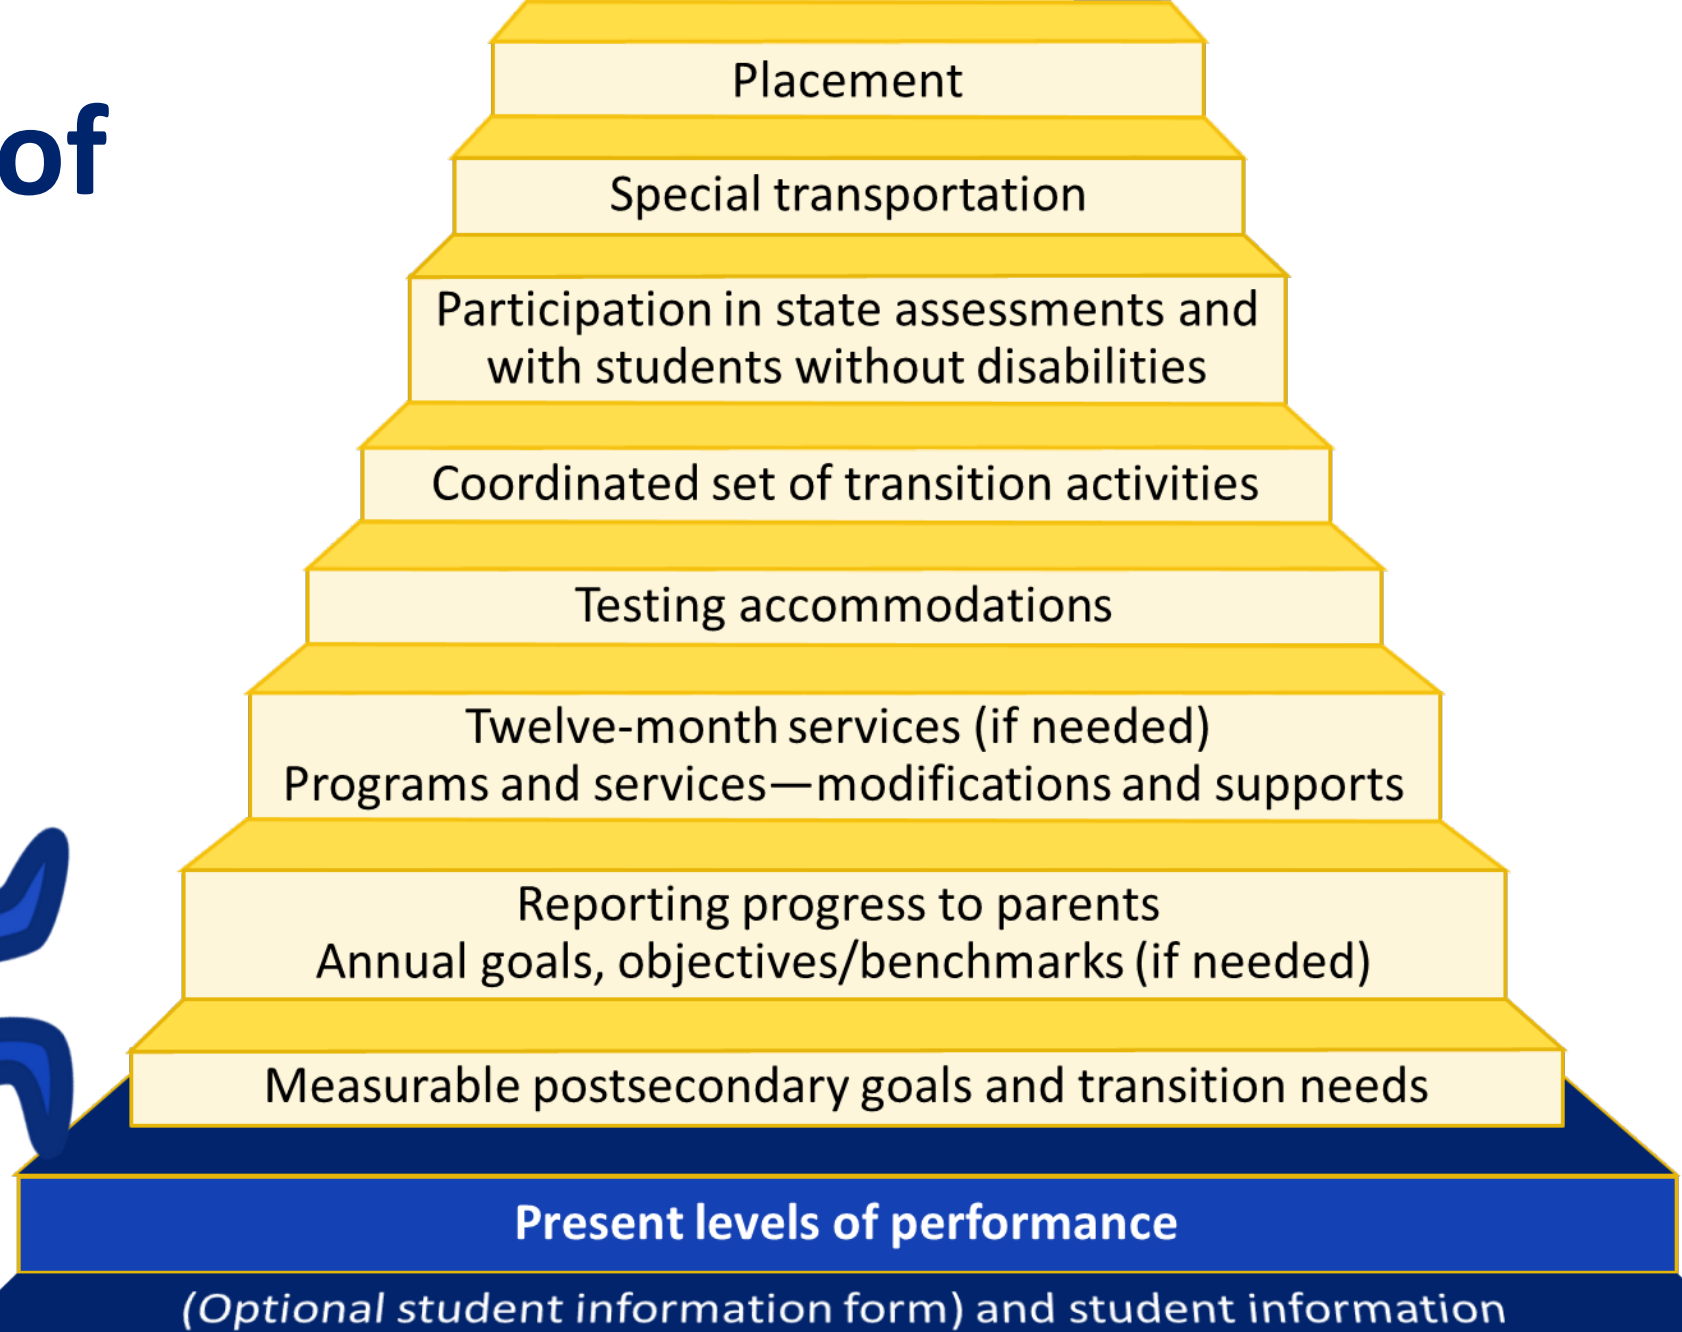 of
Placement
Special transportation
Participation in state assessments and
with students without disabilities
Coordinated set of transition activities
Testing accommodations
Twelve-month services (if needed)
Programs and services—modifications and supports
Reporting progress to parents
Annual goals, objectives/benchmarks (if needed)
Measurable postsecondary goals and transition needs
Present levels of performance
(Optional student information form) and student information